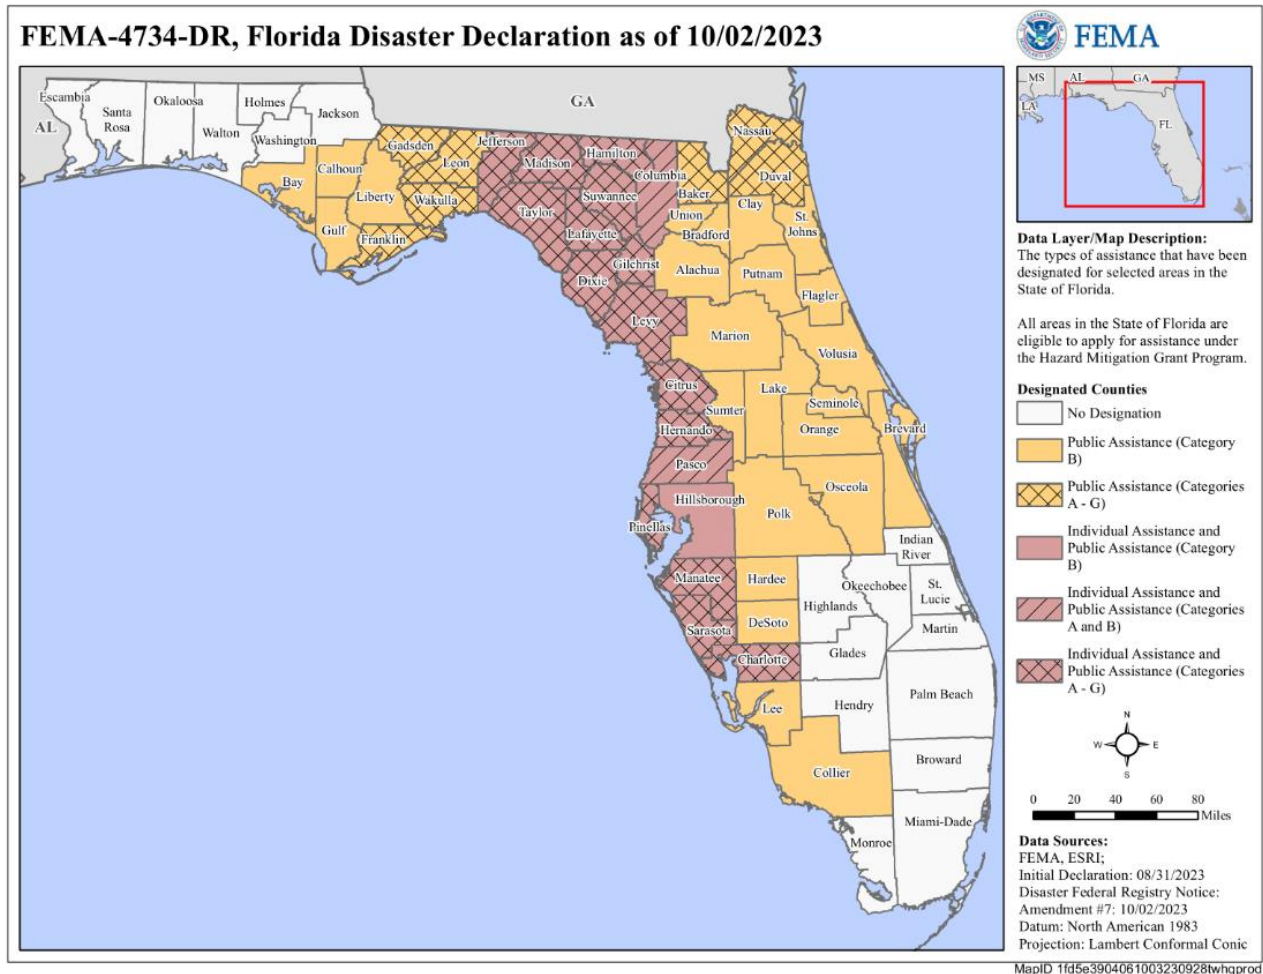 FEMA-4734-DR, Florida Disaster Declaration as of 10/02/2023
FEMA
GA
AL
Escambia
Santa
Rosa
Okaloosa
Walton
Holmes
Washington
Jackson
Bay
Calhoun
Gulf
Liberty
Gadsden
Leon
Wakulla
Franklin
Jefferson
Madison
Hamilton
Columbia
Suwannee
Taylor
Lafayette
Gilchrist
Dixie
Levy
Nassau
Duval
Baker
Union
Bradford
Clay
St.
Johns
Alachua
Putnam
Flagler
Marion
Volusia
Citrus
Sumter
Lake
Seminole
Hernando
Orange
Brevard
Pasco
Hillsborough
Pinellas
Polk
Osceola
Indian
River
Manatee
Hardee
Okeechobee
St.
Lucie
Highlands
DeSoto
Sarasota
Martin
Charlotte
Glades
Lee
Hendry
Palm Beach
Collier
Broward
Miami-Dade
Monroe
MS
AL
GA
LA
FL
Data Layer/Map Description:
The types of assistance that have been
designated for selected areas in the
State of Florida.
All areas in the State of Florida are
eligible to apply for assistance under
the Hazard Mitigation Grant Program.
Designated Counties
No Designation
Public Assistance (Category
B)
Public Assistance (Categories
A - G)
Individual Assistance and
Public Assistance (Category
B)
Individual Assistance and
Public Assistance (Categories
A and B)
Individual Assistance and
Public Assistance (Categories
A - G)
N
W
E
S
0 20 40 60 80
Miles
Data Sources:
FEMA, ESRI;
Initial Declaration: 08/31/2023
Disaster Federal Registry Notice:
Amendment #7: 10/02/2023
Datum: North American 1983
Projection: Lambert Conformal Conic
MapID 1fd5e3904061003230928twhqprod